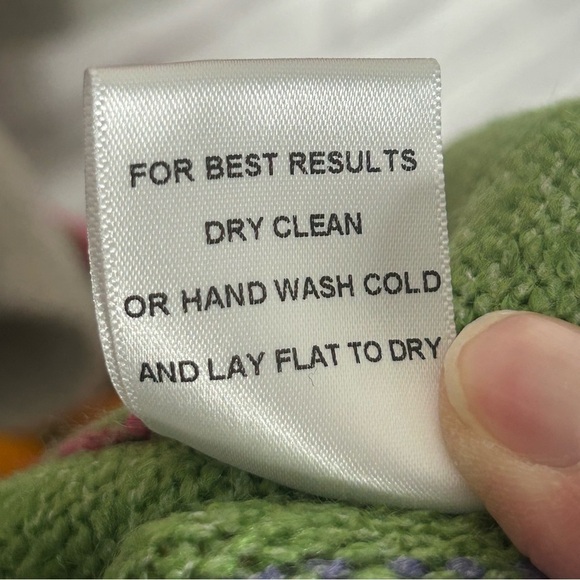 FOR BEST RESULTS
DRY CLEAN
OR HAND WASH COLD
AND LAY FLAT TO DRY